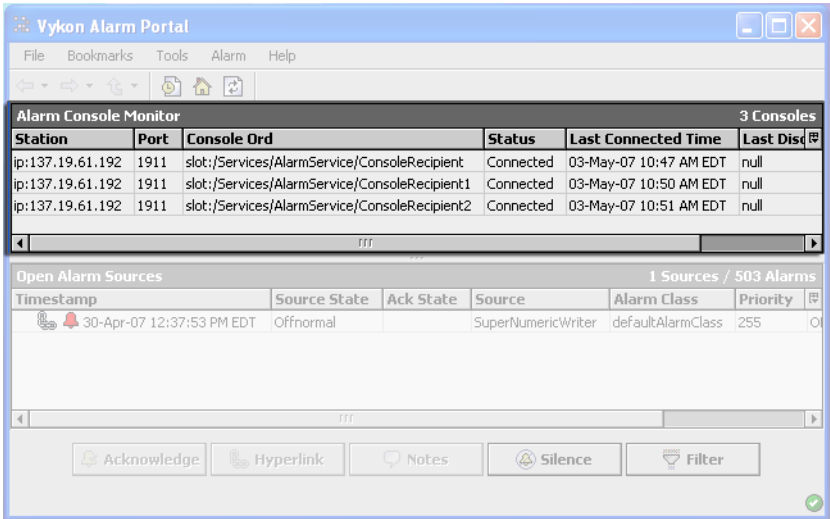 Vykon Alarm Portal
File Bookmarks Tools Alarm Help
Alarm Console Monitor 3 Consoles
Station Port Console Ord Status Last Connected Time Last Disc
ip:137.19.61.192 1911 slot:/Services/AlarmService/ConsoleRecipient Connected 03-May-07 10:47 AM EDT null
ip:137.19.61.192 1911 slot:/Services/AlarmService/ConsoleRecipient1 Connected 03-May-07 10:50 AM EDT null
ip:137.19.61.192 1911 slot:/Services/AlarmService/ConsoleRecipient2 Connected 03-May-07 10:51 AM EDT null
Open Alarm Sources 1 Sources / 503 Alarms
Timestamp Source State Ack State Source Alarm Class Priority
30-Apr-07 12:37:53 PM EDT Offnormal SuperNumericWriter defaultAlarmClass 255
Acknowledge Hyperlink Notes Silence Filter